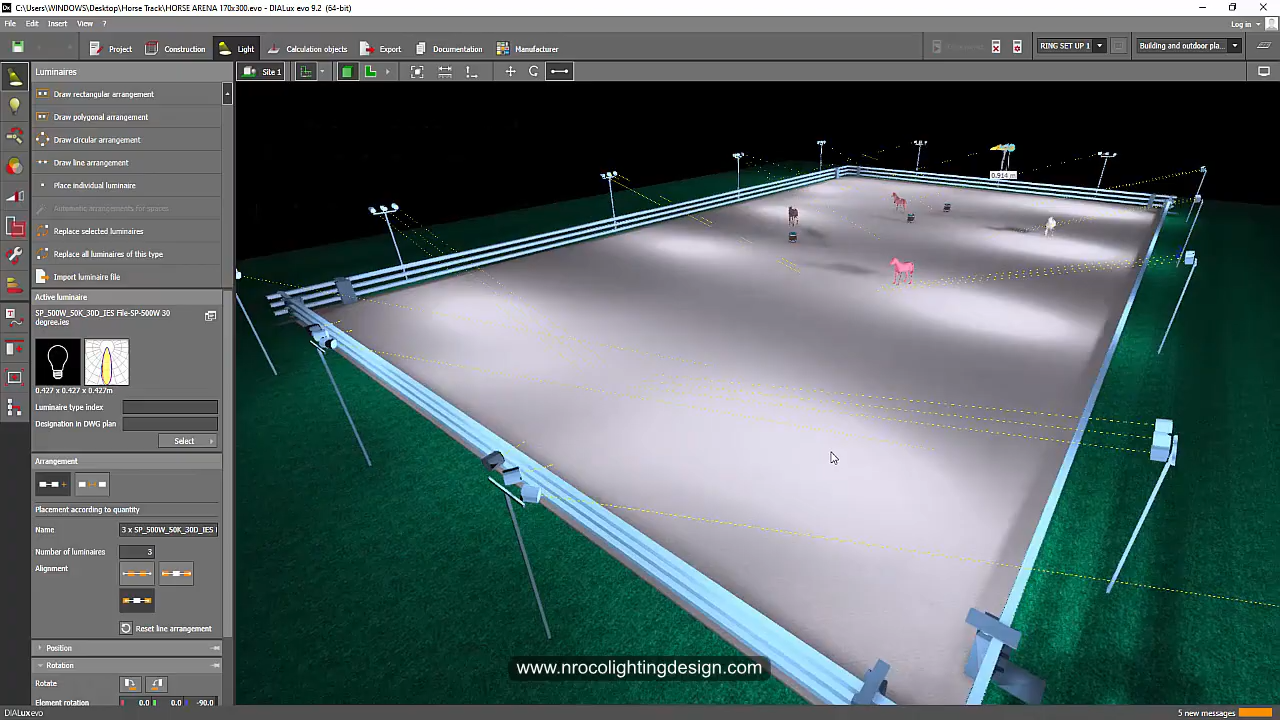 C:\Users\WINDOWS\Desktop\Horse Track\HORSE ARENA 170x300.evo - DIALux evo 9.2 (64-bit)
File Edit Insert View ?
Log in
Project Construction Light Calculation objects Export Documentation Manufacturer
RING SET UP 1
Building and outdoor pla...
Luminaires
Site 1
Draw rectangular arrangement
Draw polygonal arrangement
Draw circular arrangement
Draw line arrangement
Place individual luminaire
Automatic arrangements for spaces
Replace selected luminaires
Replace all luminaires of this type
Import luminaire file
0.914 m
Active luminaire
SP_500W_50K_30D_IES File-SP-500W 30
degree.ies
0.427 x 0.427 x 0.427m
Luminaire type index
Designation in DWG plan
Select
Arrangement
Placement according to quantity
Name 3 x SP_500W_50K_30D_IES
Number of luminaires 3
Alignment
Reset line arrangement
Position
Rotation
Rotate
Element rotation 0.0 0.0 -90.0
www.nrocolightingdesign.com
DIALux evo
5 new messages